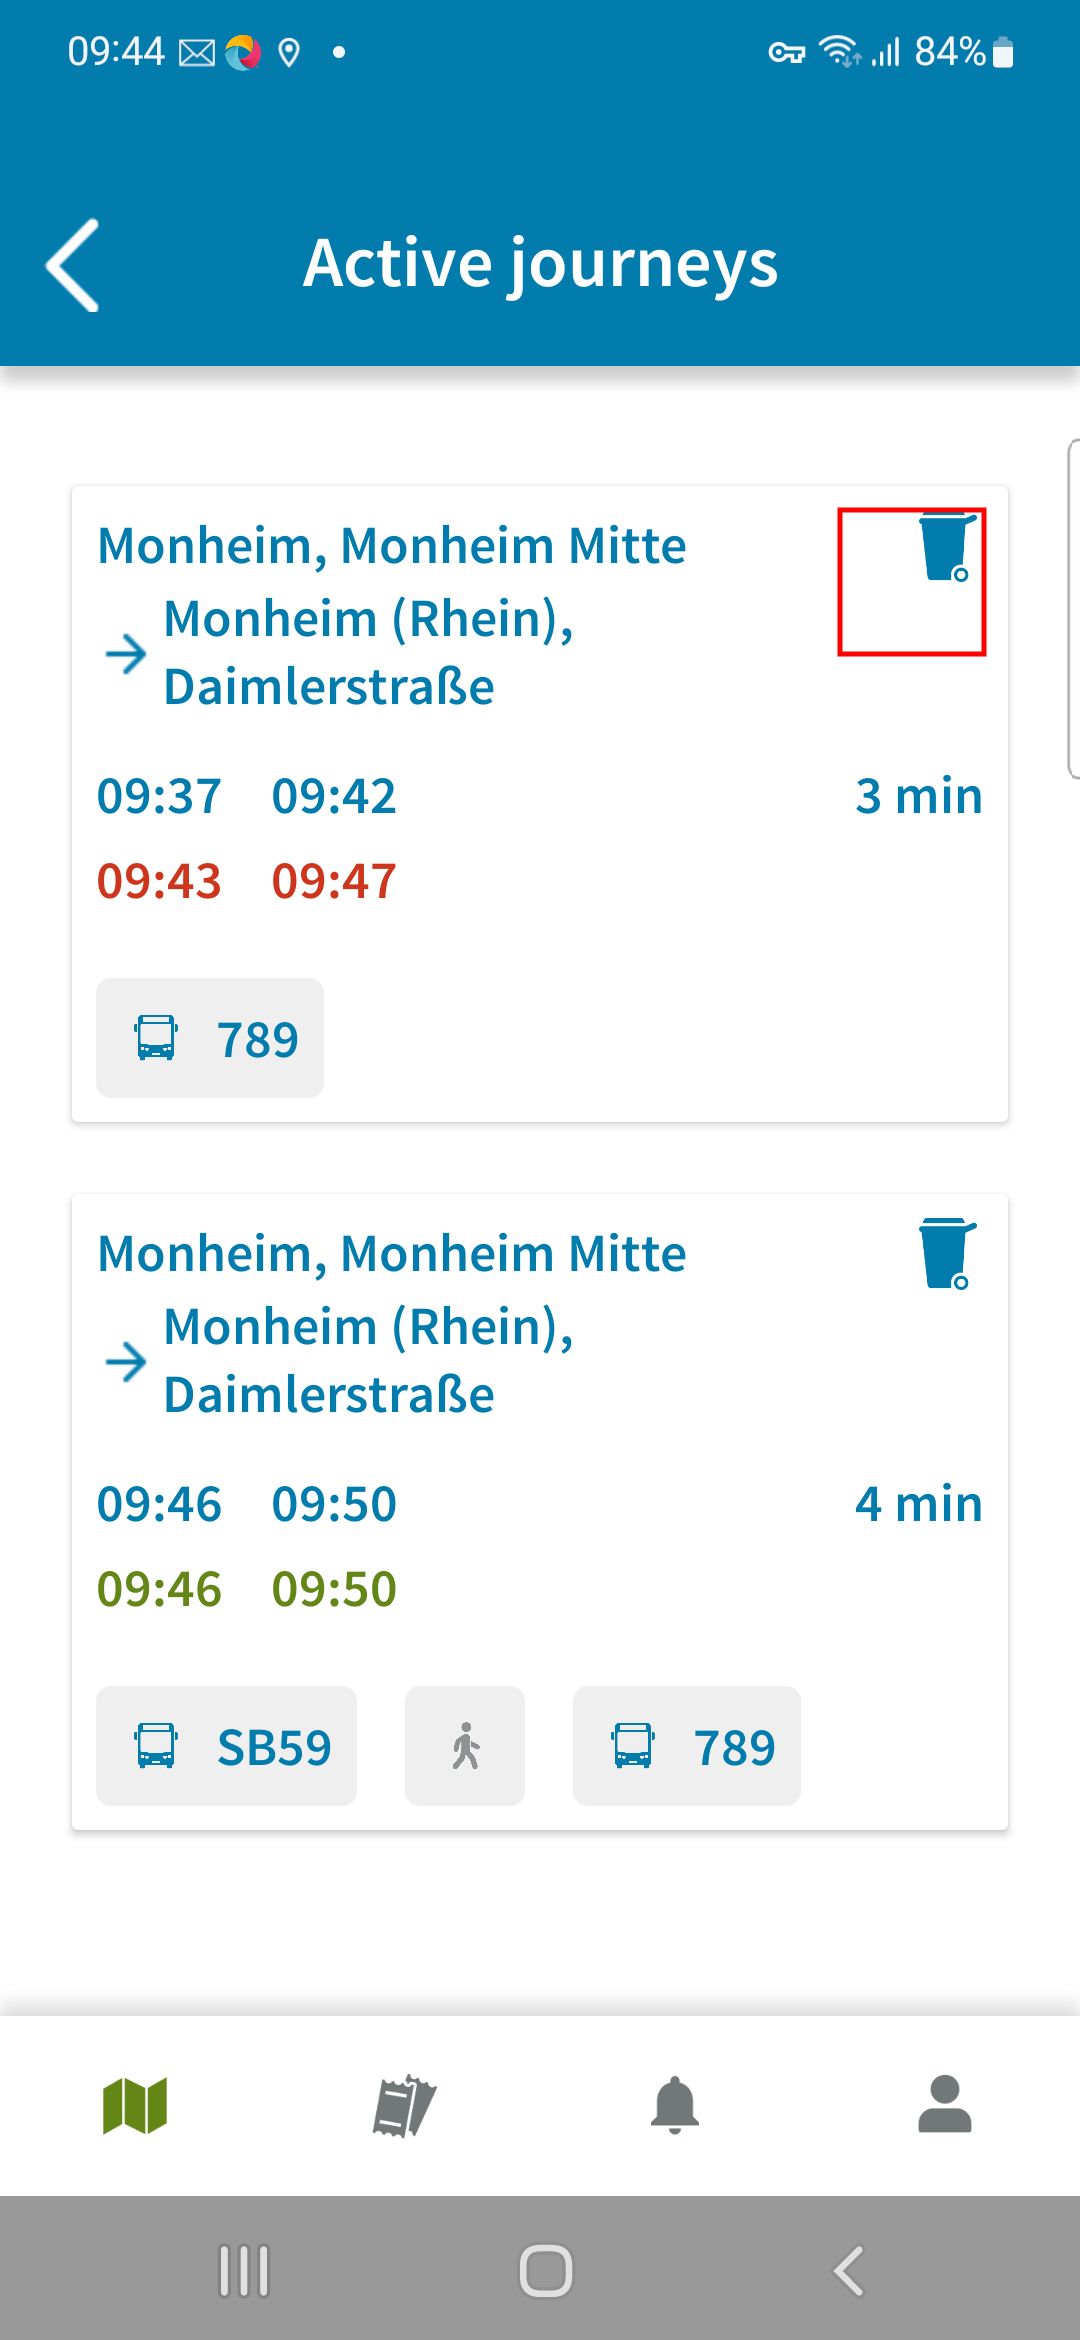 09:44
84%
Active journeys
Monheim, Monheim Mitte
Monheim (Rhein),
Daimlerstraße
09:37 09:42 3 min
09:43 09:47
789
Monheim, Monheim Mitte
Monheim (Rhein),
Daimlerstraße
09:46 09:50 4 min
09:46 09:50
SB59 789